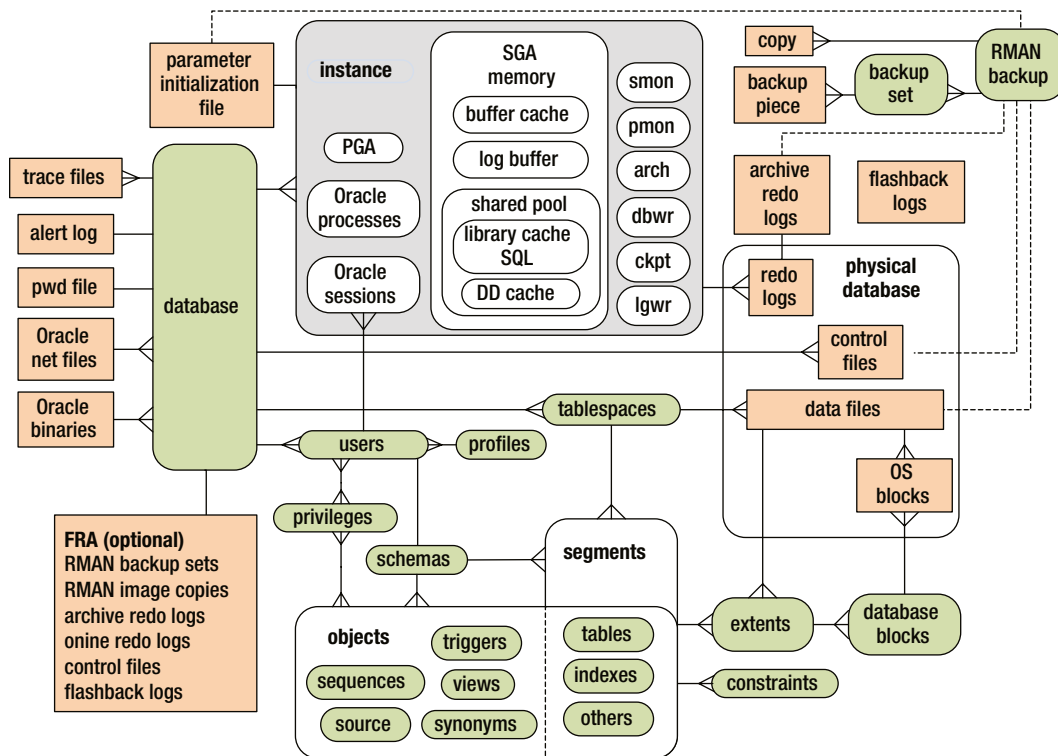 parameter
initialization
file
instance
SGA
memory
buffer cache
log buffer
shared pool
library cache
SQL
DD cache
PGA
Oracle
processes
Oracle
sessions
smon
pmon
arch
dbwr
ckpt
lgwr
copy
backup
piece
backup
set
RMAN
backup
archive
redo
logs
flashback
logs
physical
database
redo
logs
control
files
data files
OS
blocks
trace files
alert log
pwd file
Oracle
net files
Oracle
binaries
database
tablespaces
users
profiles
privileges
schemas
segments
FRA (optional)
RMAN backup sets
RMAN image copies
archive redo logs
onine redo logs
control files
flashback logs
objects
triggers
sequences
views
source
synonyms
tables
indexes
others
extents
database
blocks
constraints